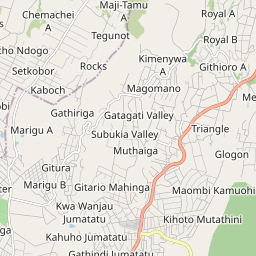 Maji-Tamu
Chemachei
A
Royal A
Tegunot
Royal B
cho Ndogo
Kimenywa
A
Setkobor
Rocks
Githioro A
Kaboch
Magomano
Gathiriga
Gatagati Valley
Marigu A
Subukia Valley
Triangle
Muthaiga
Glogon
Gitura
Marigu B
Gitario Mahinga
Maombi Kamuohi
Kwa Wanjau
Jumatatu
Kihoto Mutathini
Kahuho Jumatatu
Gathindi Jumatatu